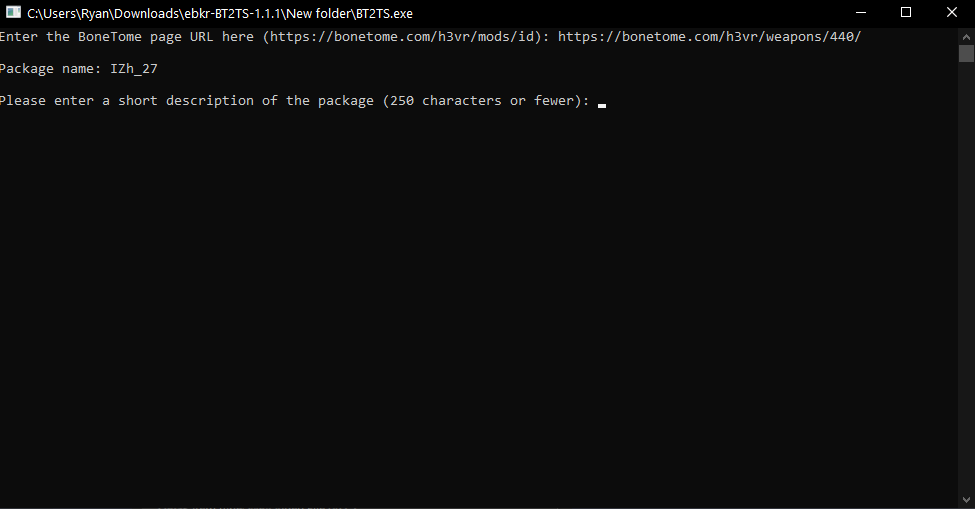 C:\Users\Ryan\Downloads\ebkr-BT2TS-1.1.1\New folder\BT2TS.exe
Enter the BoneTome page URL here (https://bonetome.com/h3vr/mods/id): https://bonetome.com/h3vr/weapons/440/
Package name: IZh_27
Please enter a short description of the package (250 characters or fewer):